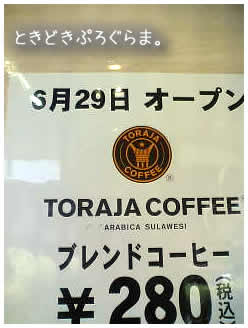 ときどきぷろぐらま。
6月29日 オープン
TORAJA
COFFEE
®
TORAJA COFFEE
ARABICA SULAWESI
ブレンドコーヒー
¥280(税込)